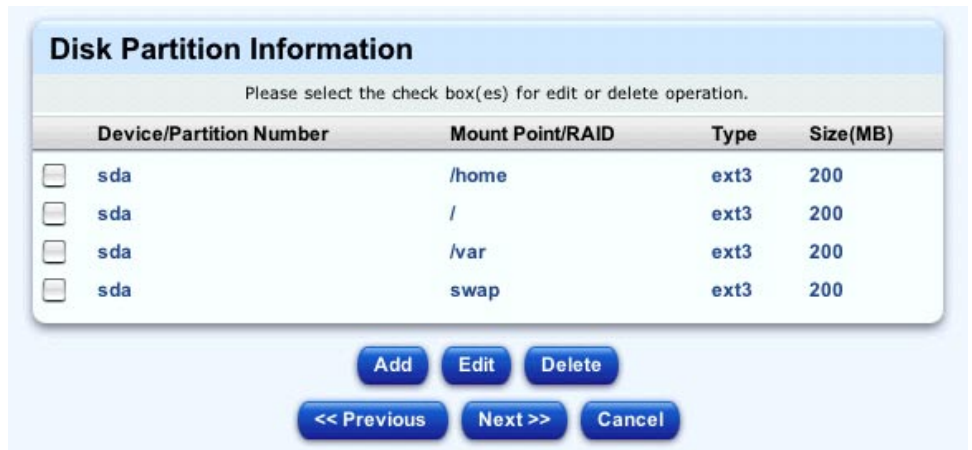 Disk Partition Information
Please select the check box(es) for edit or delete operation.
Device/Partition Number Mount Point/RAID Type Size(MB)
sda /home ext3 200
sda / ext3 200
sda /var ext3 200
sda swap ext3 200
Add Edit Delete
<< Previous Next >> Cancel